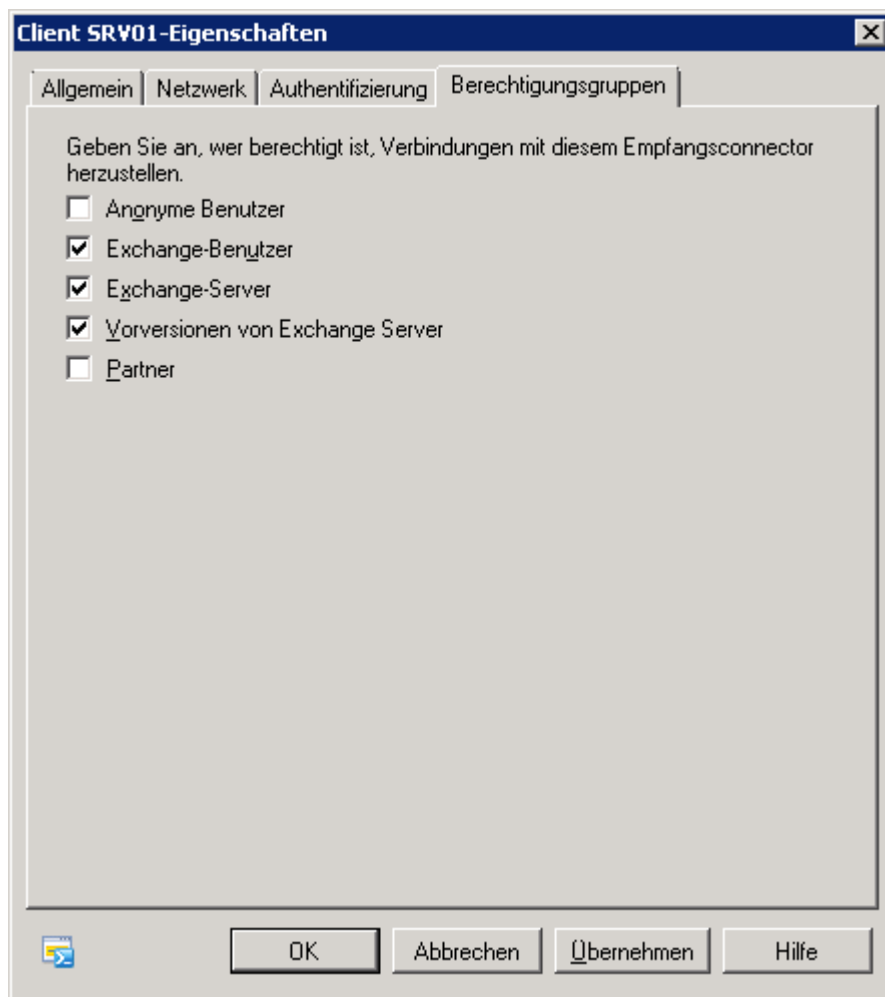 Client SRV01-Eigenschaften
Allgemein Netzwerk Authentifizierung Berechtigungsgruppen
Geben Sie an, wer berechtigt ist, Verbindungen mit diesem Empfangsconnector
herzustellen.
Anonyme Benutzer
Exchange-Benutzer
Exchange-Server
Vorversionen von Exchange Server
Partner
OK Abbrechen Übernehmen Hilfe